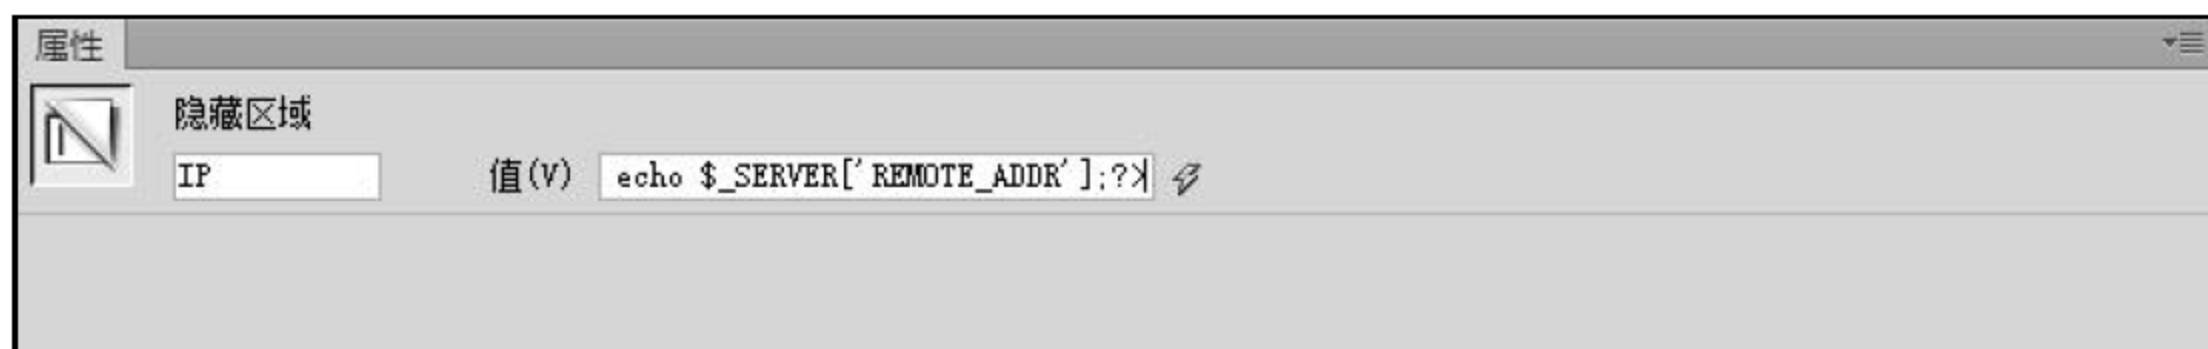 属性
隐藏区域
IP 值(V) echo $_SERVER['REMOTE_ADDR'];?>